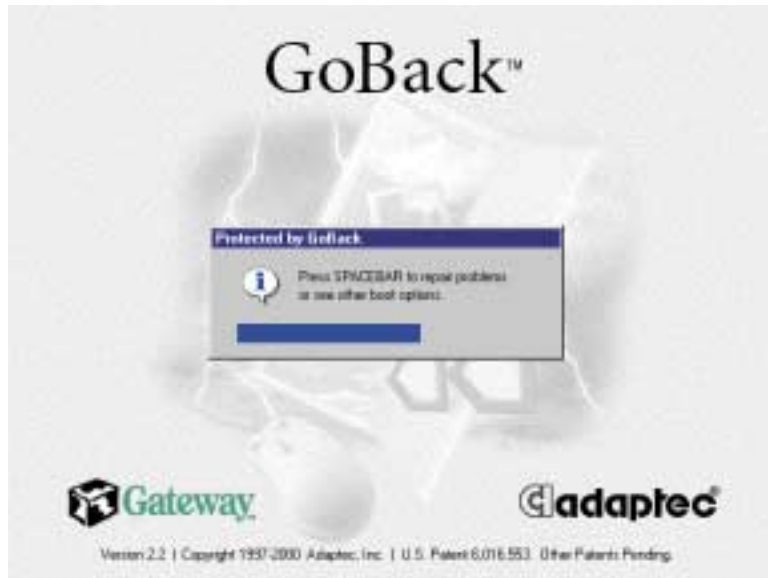 GoBack™
Protected by GoBack
Press SPACEBAR to repair problems
or see other boot options.
Gateway™
adaptec®
Version 2.2 | Copyright 1997-2000 Adaptec, Inc. | U.S. Patent 6,016,553. Other Patents Pending.